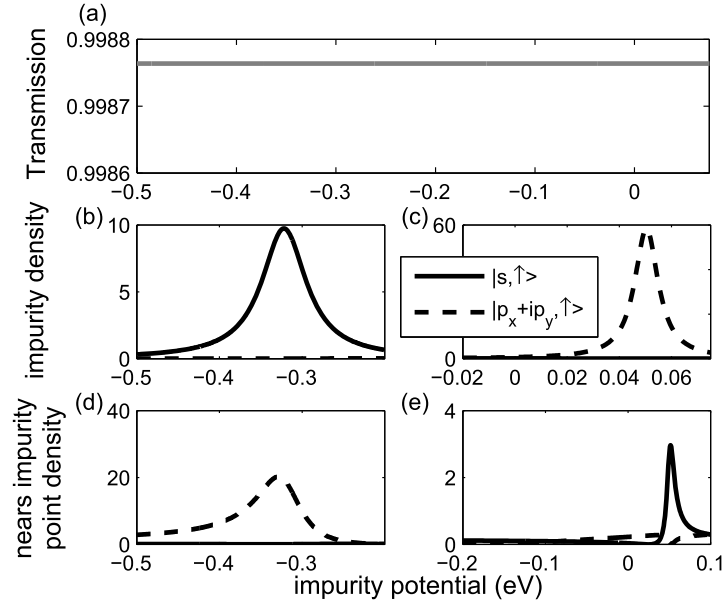 (a)
Transmission
0.9988
0.9987
0.9986
−0.5 −0.4 −0.3 −0.2 −0.1 0
(b)
impurity density
10
5
0
−0.5 −0.4 −0.3
(c)
60
0
−0.02 0 0.02 0.04 0.06
|s,↑>
|pₓ+ip_y,↑>
(d)
nears impurity
point density
40
20
0
−0.5 −0.4 −0.3
(e)
4
2
0
−0.2 −0.1 0 0.1
impurity potential (eV)